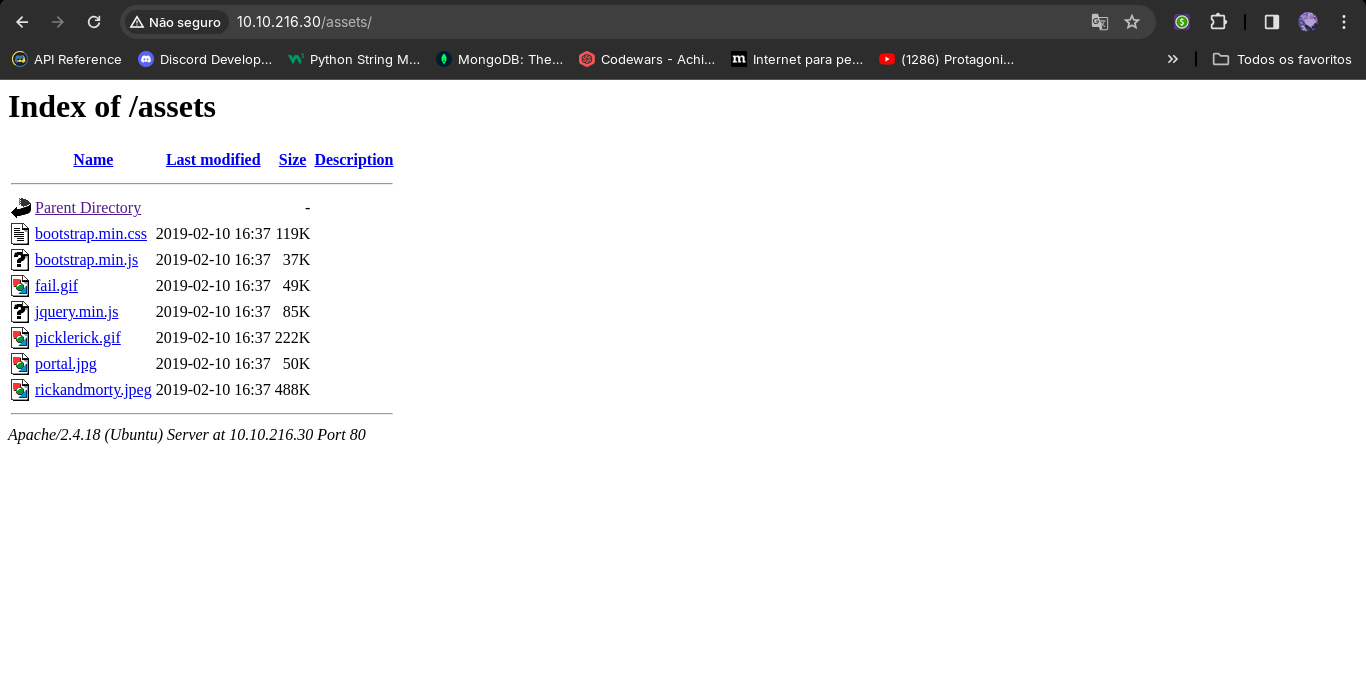 Não seguro 10.10.216.30/assets/
API Reference Discord Develop... Python String M... MongoDB: The... Codewars - Achi... Internet para pe... (1286) Protagoni... Todos os favoritos
Index of /assets
Name Last modified Size Description
Parent Directory -
bootstrap.min.css 2019-02-10 16:37 119K
bootstrap.min.js 2019-02-10 16:37 37K
fail.gif 2019-02-10 16:37 49K
jquery.min.js 2019-02-10 16:37 85K
picklerick.gif 2019-02-10 16:37 222K
portal.jpg 2019-02-10 16:37 50K
rickandmorty.jpeg 2019-02-10 16:37 488K
Apache/2.4.18 (Ubuntu) Server at 10.10.216.30 Port 80